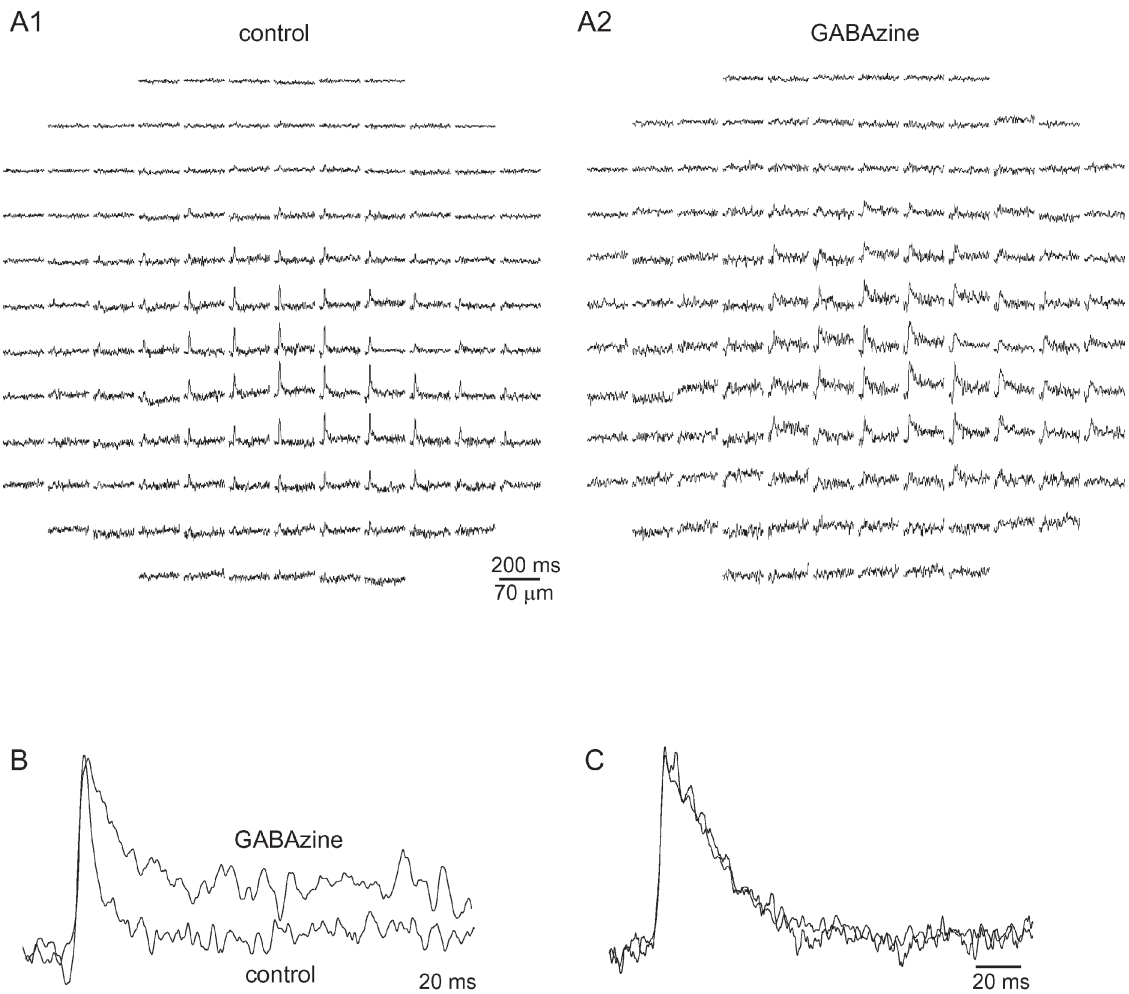 A1
control
A2
GABAzine
200 ms
70 μm
B
GABAzine
control
20 ms
C
20 ms